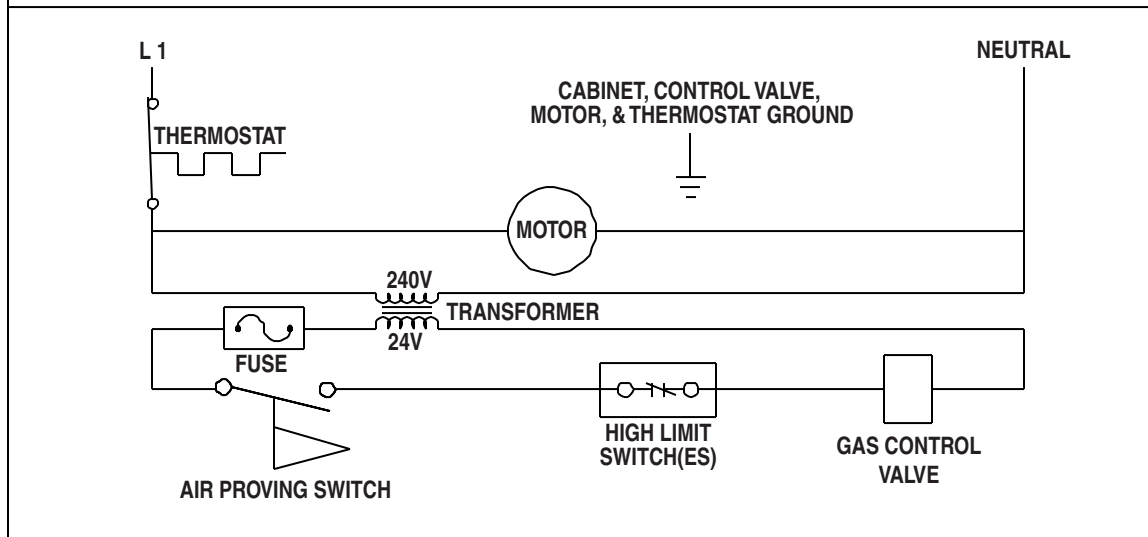 L 1
NEUTRAL
CABINET, CONTROL VALVE,
MOTOR, & THERMOSTAT GROUND
THERMOSTAT
MOTOR
240V
TRANSFORMER
24V
FUSE
HIGH LIMIT
SWITCH(ES)
GAS CONTROL
VALVE
AIR PROVING SWITCH